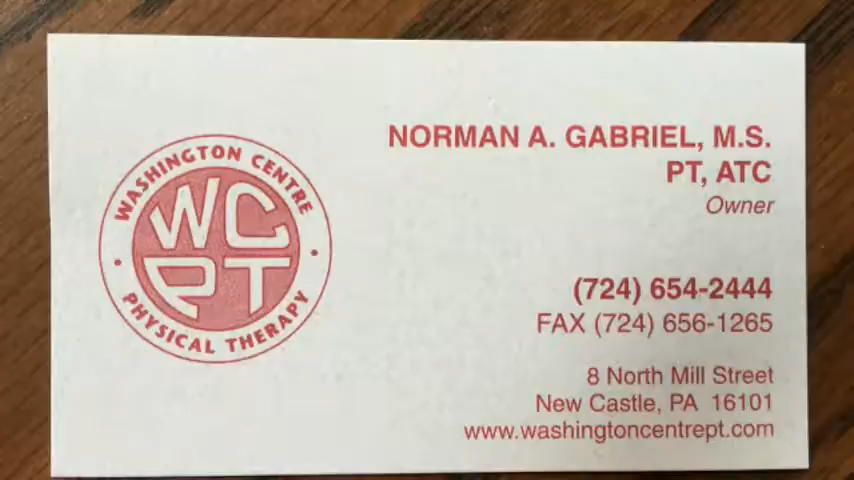 WASHINGTON CENTRE
WC
PT
• PHYSICAL THERAPY •
NORMAN A. GABRIEL, M.S.
PT, ATC
Owner
(724) 654-2444
FAX (724) 656-1265
8 North Mill Street
New Castle, PA 16101
www.washingtoncentrept.com